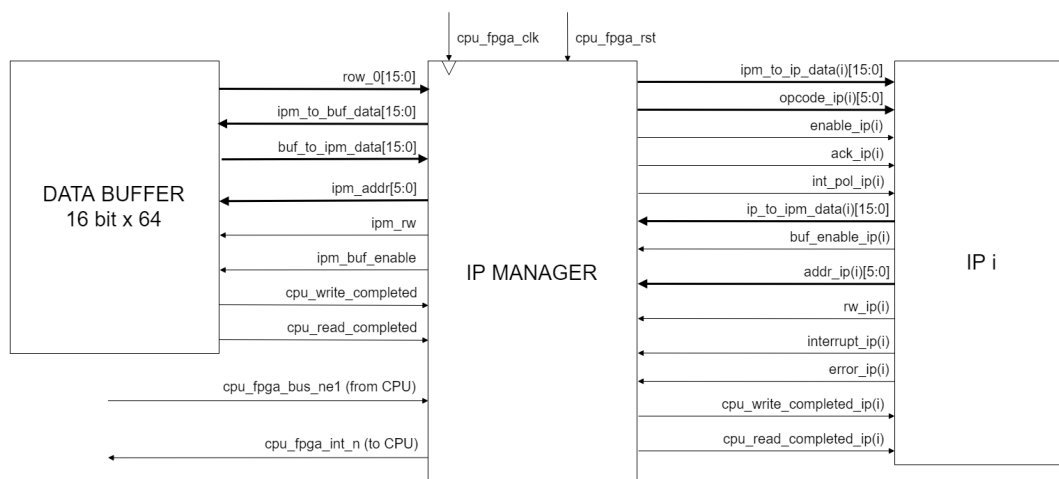 cpu_fpga_clk
cpu_fpga_rst
DATA BUFFER
16 bit x 64
row_0[15:0]
ipm_to_buf_data[15:0]
buf_to_ipm_data[15:0]
ipm_addr[5:0]
ipm_rw
ipm_buf_enable
cpu_write_completed
cpu_read_completed
cpu_fpga_bus_ne1 (from CPU)
cpu_fpga_int_n (to CPU)
IP MANAGER
ipm_to_ip_data(i)[15:0]
opcode_ip(i)[5:0]
enable_ip(i)
ack_ip(i)
int_pol_ip(i)
ip_to_ipm_data(i)[15:0]
buf_enable_ip(i)
addr_ip(i)[5:0]
rw_ip(i)
interrupt_ip(i)
error_ip(i)
cpu_write_completed_ip(i)
cpu_read_completed_ip(i)
IP i